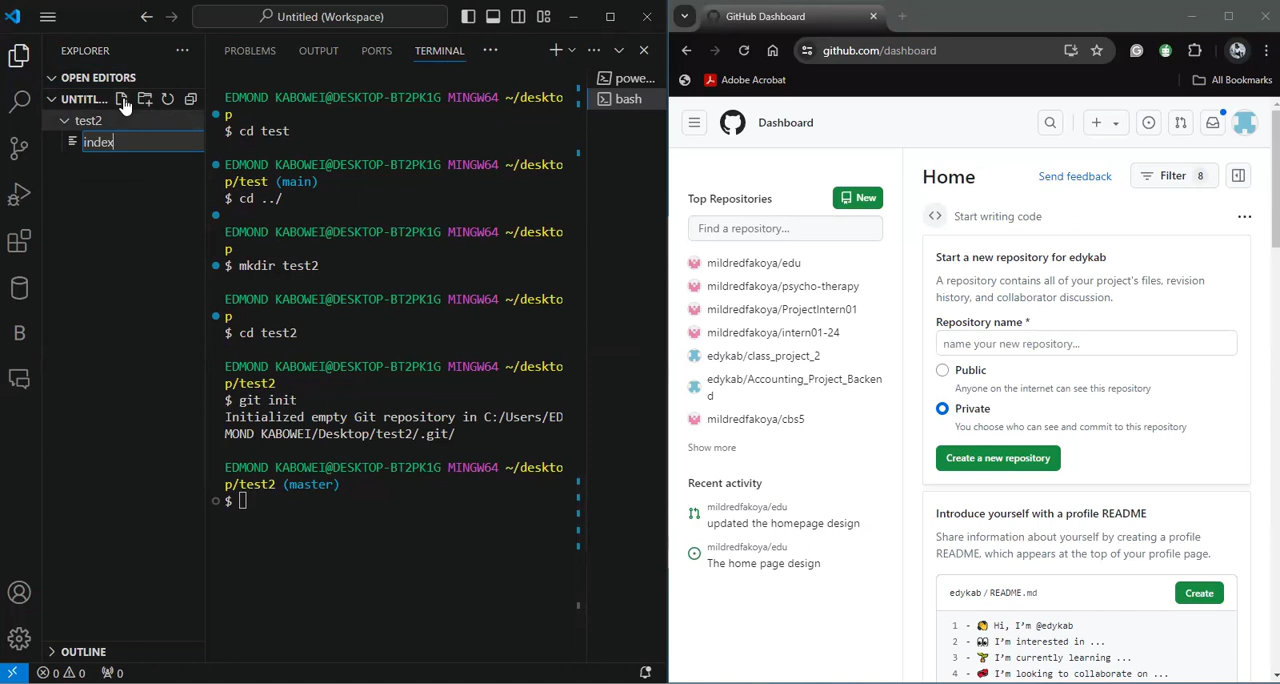 Untitled (Workspace)
EXPLORER
OPEN EDITORS
UNTITL...
test2
index
OUTLINE
0 0 0
PROBLEMS OUTPUT PORTS TERMINAL
powe...
bash
EDMOND KABOWEI@DESKTOP-BT2PK1G MINGW64 ~/deskto
p
$ cd test
EDMOND KABOWEI@DESKTOP-BT2PK1G MINGW64 ~/deskto
p/test (main)
$ cd ../
EDMOND KABOWEI@DESKTOP-BT2PK1G MINGW64 ~/deskto
p
$ mkdir test2
EDMOND KABOWEI@DESKTOP-BT2PK1G MINGW64 ~/deskto
p
$ cd test2
EDMOND KABOWEI@DESKTOP-BT2PK1G MINGW64 ~/deskto
p/test2
$ git init
Initialized empty Git repository in C:/Users/ED
MOND KABOWEI/Desktop/test2/.git/
EDMOND KABOWEI@DESKTOP-BT2PK1G MINGW64 ~/deskto
p/test2 (master)
$
GitHub Dashboard
github.com/dashboard
Adobe Acrobat
All Bookmarks
Dashboard
Top Repositories
New
Find a repository...
mildredfakoya/edu
mildredfakoya/psycho-therapy
mildredfakoya/ProjectIntern01
mildredfakoya/intern01-24
edykab/class_project_2
edykab/Accounting_Project_Backen
d
mildredfakoya/cbs5
Show more
Recent activity
mildredfakoya/edu
updated the homepage design
mildredfakoya/edu
The home page design
Home
Send feedback
Filter 8
Start writing code
Start a new repository for edykab
A repository contains all of your project's files, revision
history, and collaborator discussion.
Repository name *
name your new repository...
Public
Anyone on the internet can see this repository
Private
You choose who can see and commit to this repository
Create a new repository
Introduce yourself with a profile README
Share information about yourself by creating a profile
README, which appears at the top of your profile page.
edykab / README.md
Create
1 - 👋 Hi, I'm @edykab
2 - 👀 I'm interested in ...
3 - 🌱 I'm currently learning ...
4 - 💞️ I'm looking to collaborate on ...